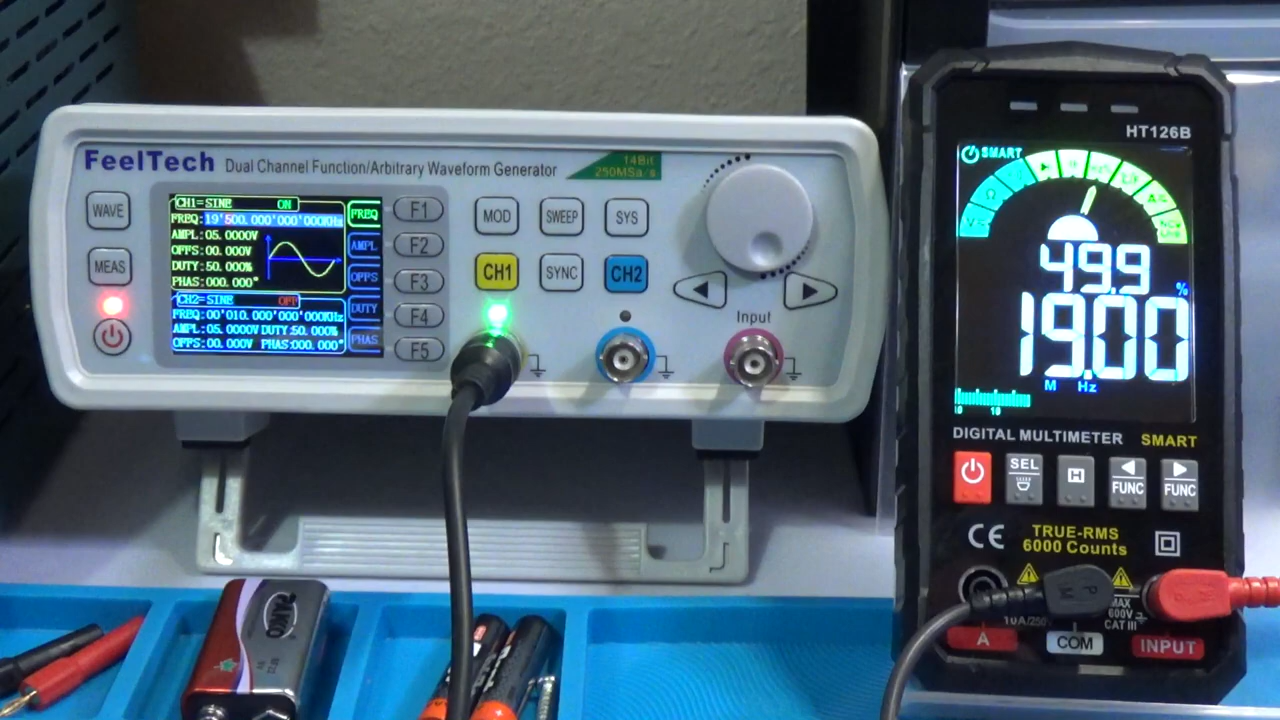 FeelTech Dual Channel Function/Arbitrary Waveform Generator
14Bit
250MSa/s
WAVE
MEAS
CH1=SINE ON
FREQ:19'500.000'000'000KHz
AMPL:05.0000V
OFFS:00.000V
DUTY:50.000%
PHAS:000.000°
CH2=SINE OFF
FREQ:00'010.000'000'000KHz
AMPL:05.0000V DUTY:50.000%
OFFS:00.000V PHAS:000.000°
FREQ
AMPL
OFFS
DUTY
PHAS
F1
F2
F3
F4
F5
MOD
SWEEP
SYS
CH1
SYNC
CH2
Input
HT126B
SMART
49.9
%
19.00
M Hz
DIGITAL MULTIMETER SMART
SEL
H
FUNC
FUNC
CE
TRUE-RMS
6000 Counts
MAX
600V
CAT III
10A/250V
A
COM
INPUT